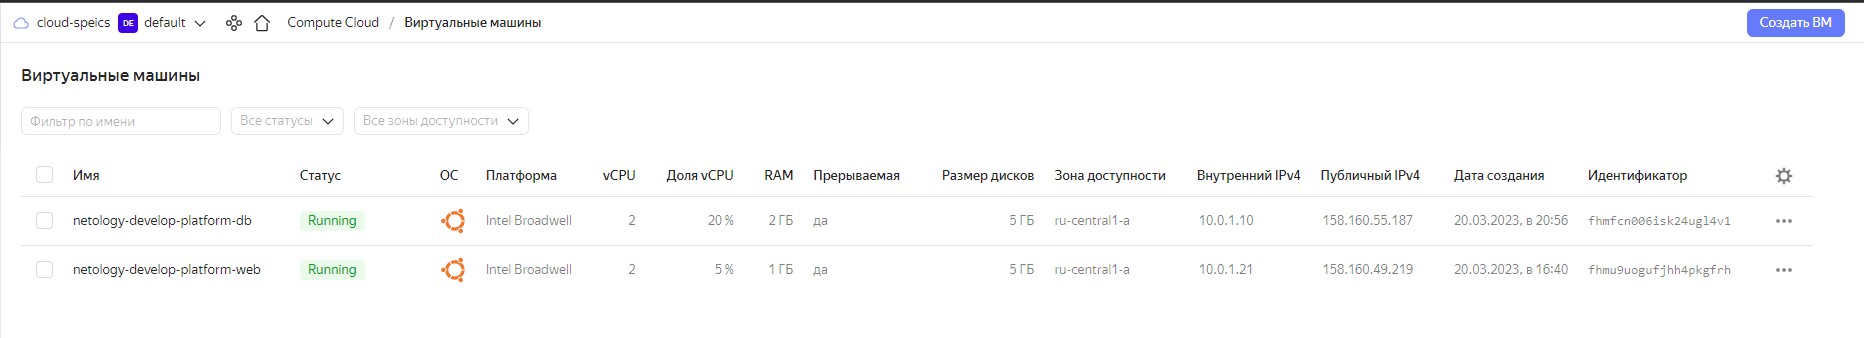 cloud-speics DE default Compute Cloud / Виртуальные машины Создать ВМ
Виртуальные машины
Фильтр по имени Все статусы Все зоны доступности
Имя Статус ОС Платформа vCPU Доля vCPU RAM Прерываемая Размер дисков Зона доступности Внутренний IPv4 Публичный IPv4 Дата создания Идентификатор
netology-develop-platform-db Running Intel Broadwell 2 20 % 2 ГБ да 5 ГБ ru-central1-a 10.0.1.10 158.160.55.187 20.03.2023, в 20:56 fhmfcn006isk24ugl4v1
netology-develop-platform-web Running Intel Broadwell 2 5 % 1 ГБ да 5 ГБ ru-central1-a 10.0.1.21 158.160.49.219 20.03.2023, в 16:40 fhmu9uogufjhh4pkgfrh